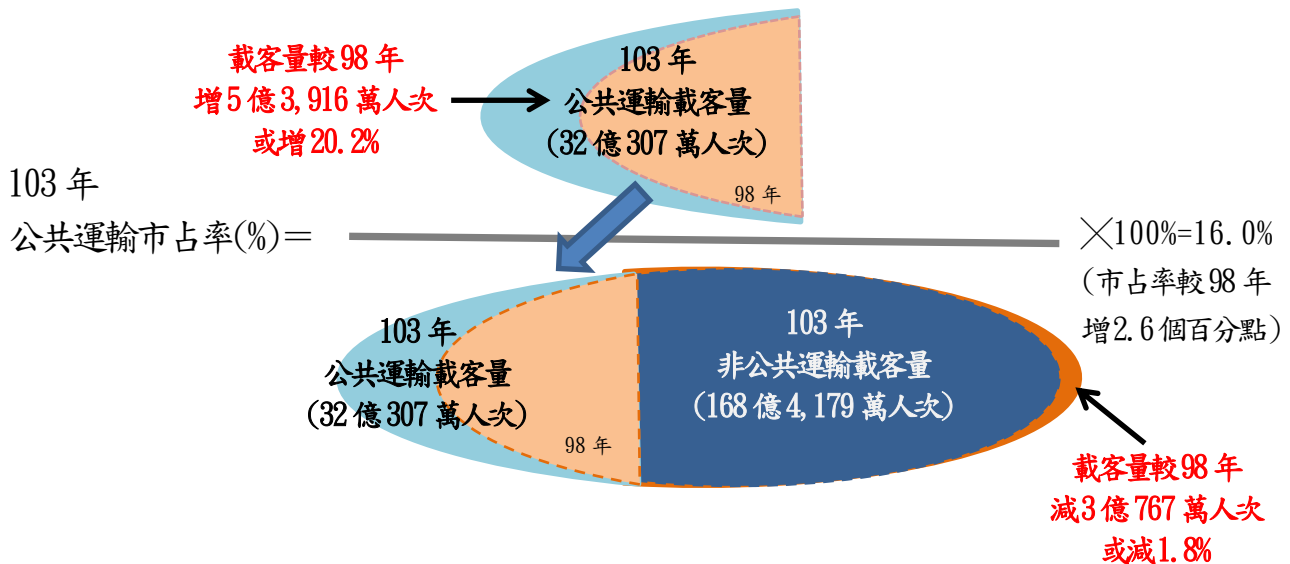 載客量較98年
增5億3,916萬人次
或增20.2%
103年
公共運輸載客量
(32億307萬人次)
98年
103年
公共運輸市占率(%)=
×100%=16.0%
(市占率較98年
增2.6個百分點)
103年
公共運輸載客量
(32億307萬人次)
98年
103年
非公共運輸載客量
(168億4,179萬人次)
載客量較98年
減3億767萬人次
或減1.8%